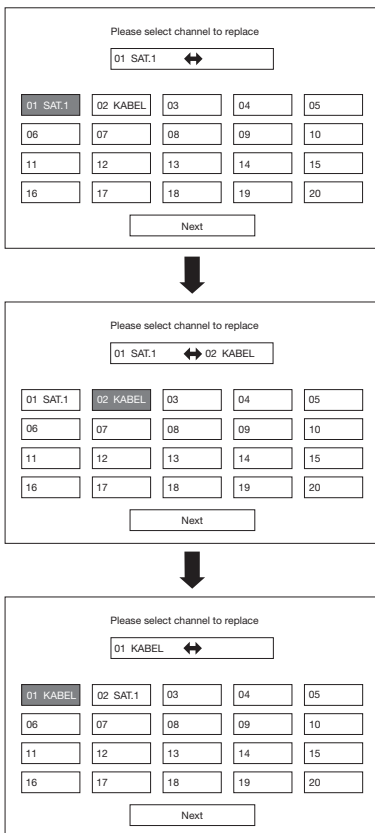 Please select channel to replace
01 SAT.1 ⬌
01 SAT.1 02 KABEL 03 04 05
06 07 08 09 10
11 12 13 14 15
16 17 18 19 20
Next
Please select channel to replace
01 SAT.1 ⬌ 02 KABEL
01 SAT.1 02 KABEL 03 04 05
06 07 08 09 10
11 12 13 14 15
16 17 18 19 20
Next
Please select channel to replace
01 KABEL ⬌
01 KABEL 02 SAT.1 03 04 05
06 07 08 09 10
11 12 13 14 15
16 17 18 19 20
Next